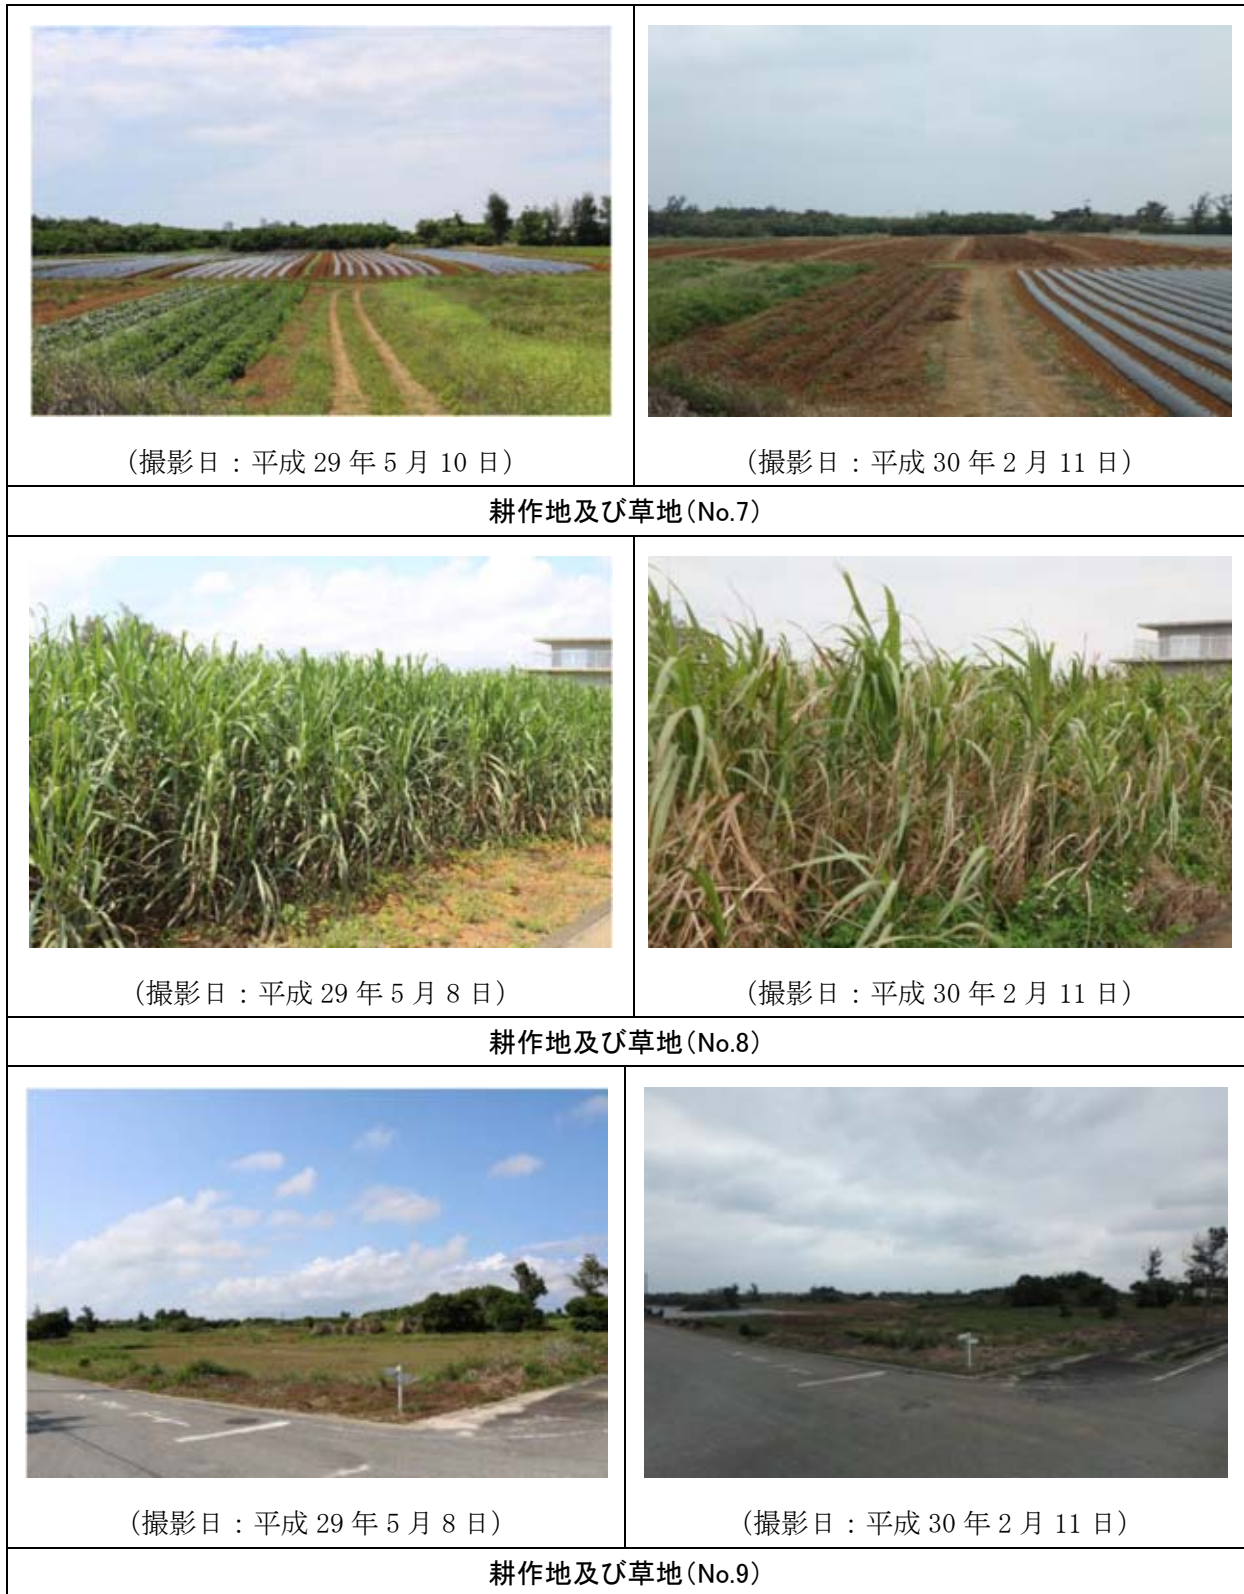 (撮影日：平成 29 年 5 月 10 日)
(撮影日：平成 30 年 2 月 11 日)
耕作地及び草地(No.7)
(撮影日：平成 29 年 5 月 8 日)
(撮影日：平成 30 年 2 月 11 日)
耕作地及び草地(No.8)
(撮影日：平成 29 年 5 月 8 日)
(撮影日：平成 30 年 2 月 11 日)
耕作地及び草地(No.9)